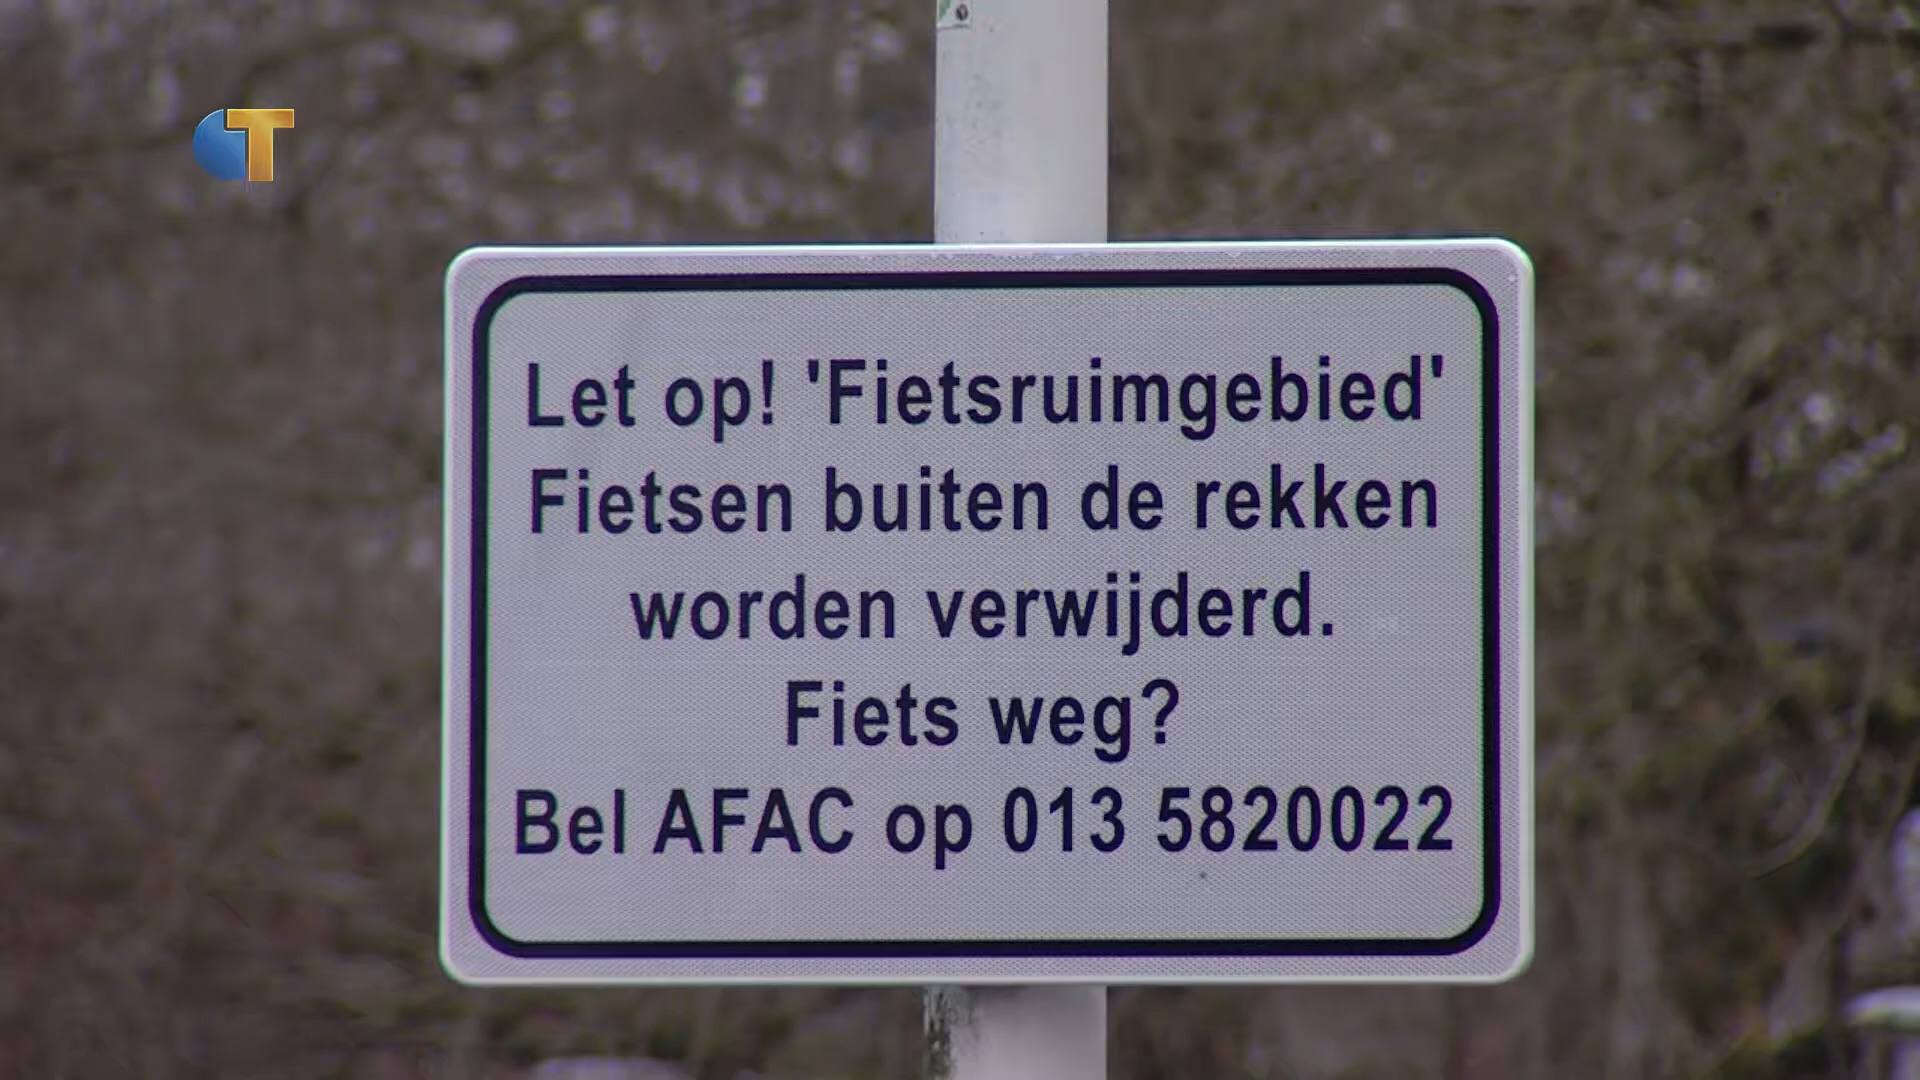 T
Let op! 'Fietsruimgebied'
Fietsen buiten de rekken
worden verwijderd.
Fiets weg?
Bel AFAC op 013 5820022